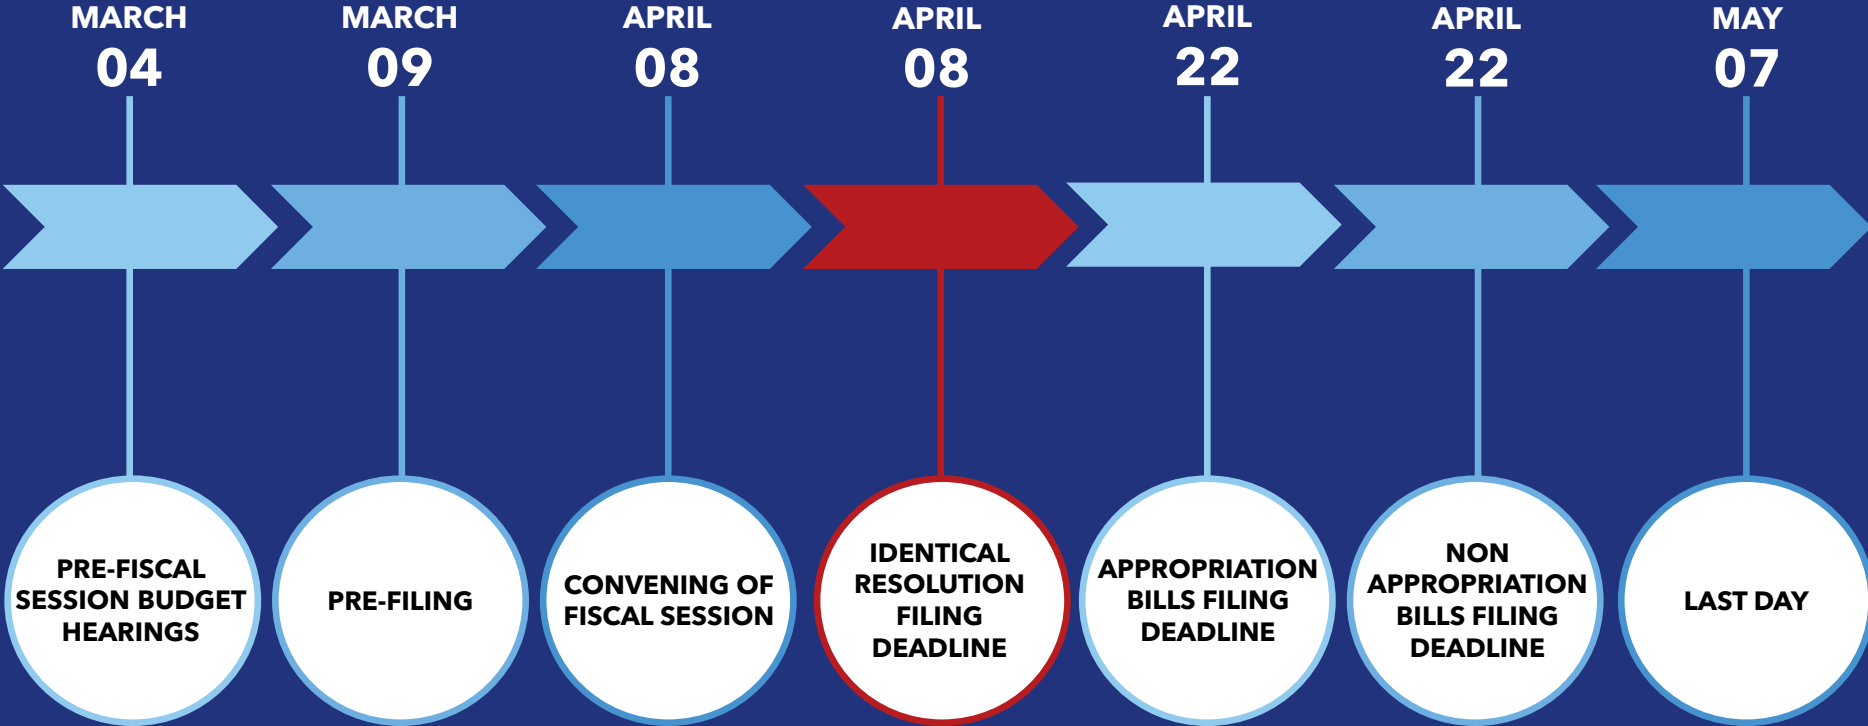 MARCH
04
MARCH
09
APRIL
08
APRIL
08
APRIL
22
APRIL
22
MAY
07
PRE-FISCAL
SESSION BUDGET
HEARINGS
PRE-FILING
CONVENING OF
FISCAL SESSION
IDENTICAL
RESOLUTION
FILING
DEADLINE
APPROPRIATION
BILLS FILING
DEADLINE
NON
APPROPRIATION
BILLS FILING
DEADLINE
LAST DAY